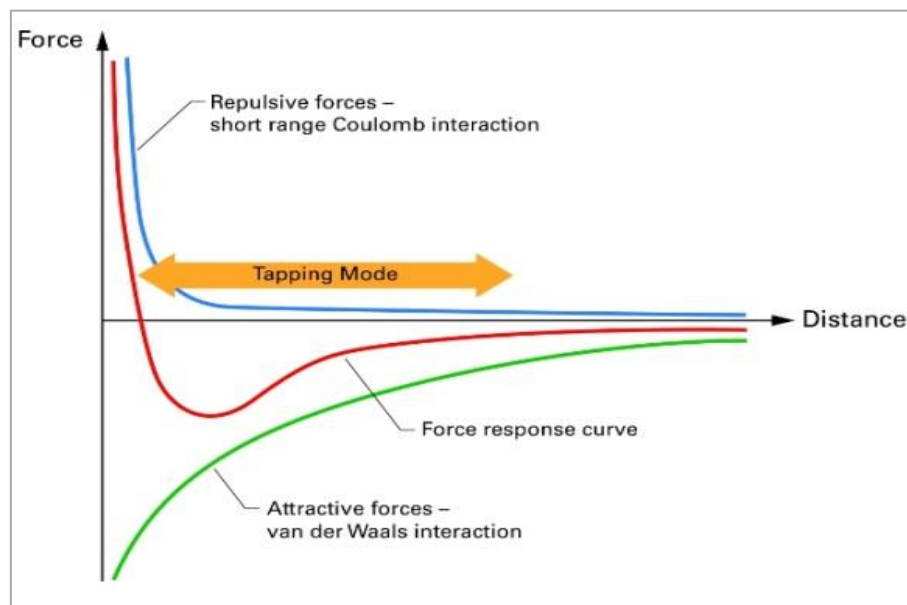 Force
Repulsive forces –
short range Coulomb interaction
Tapping Mode
Distance
Force response curve
Attractive forces –
van der Waals interaction